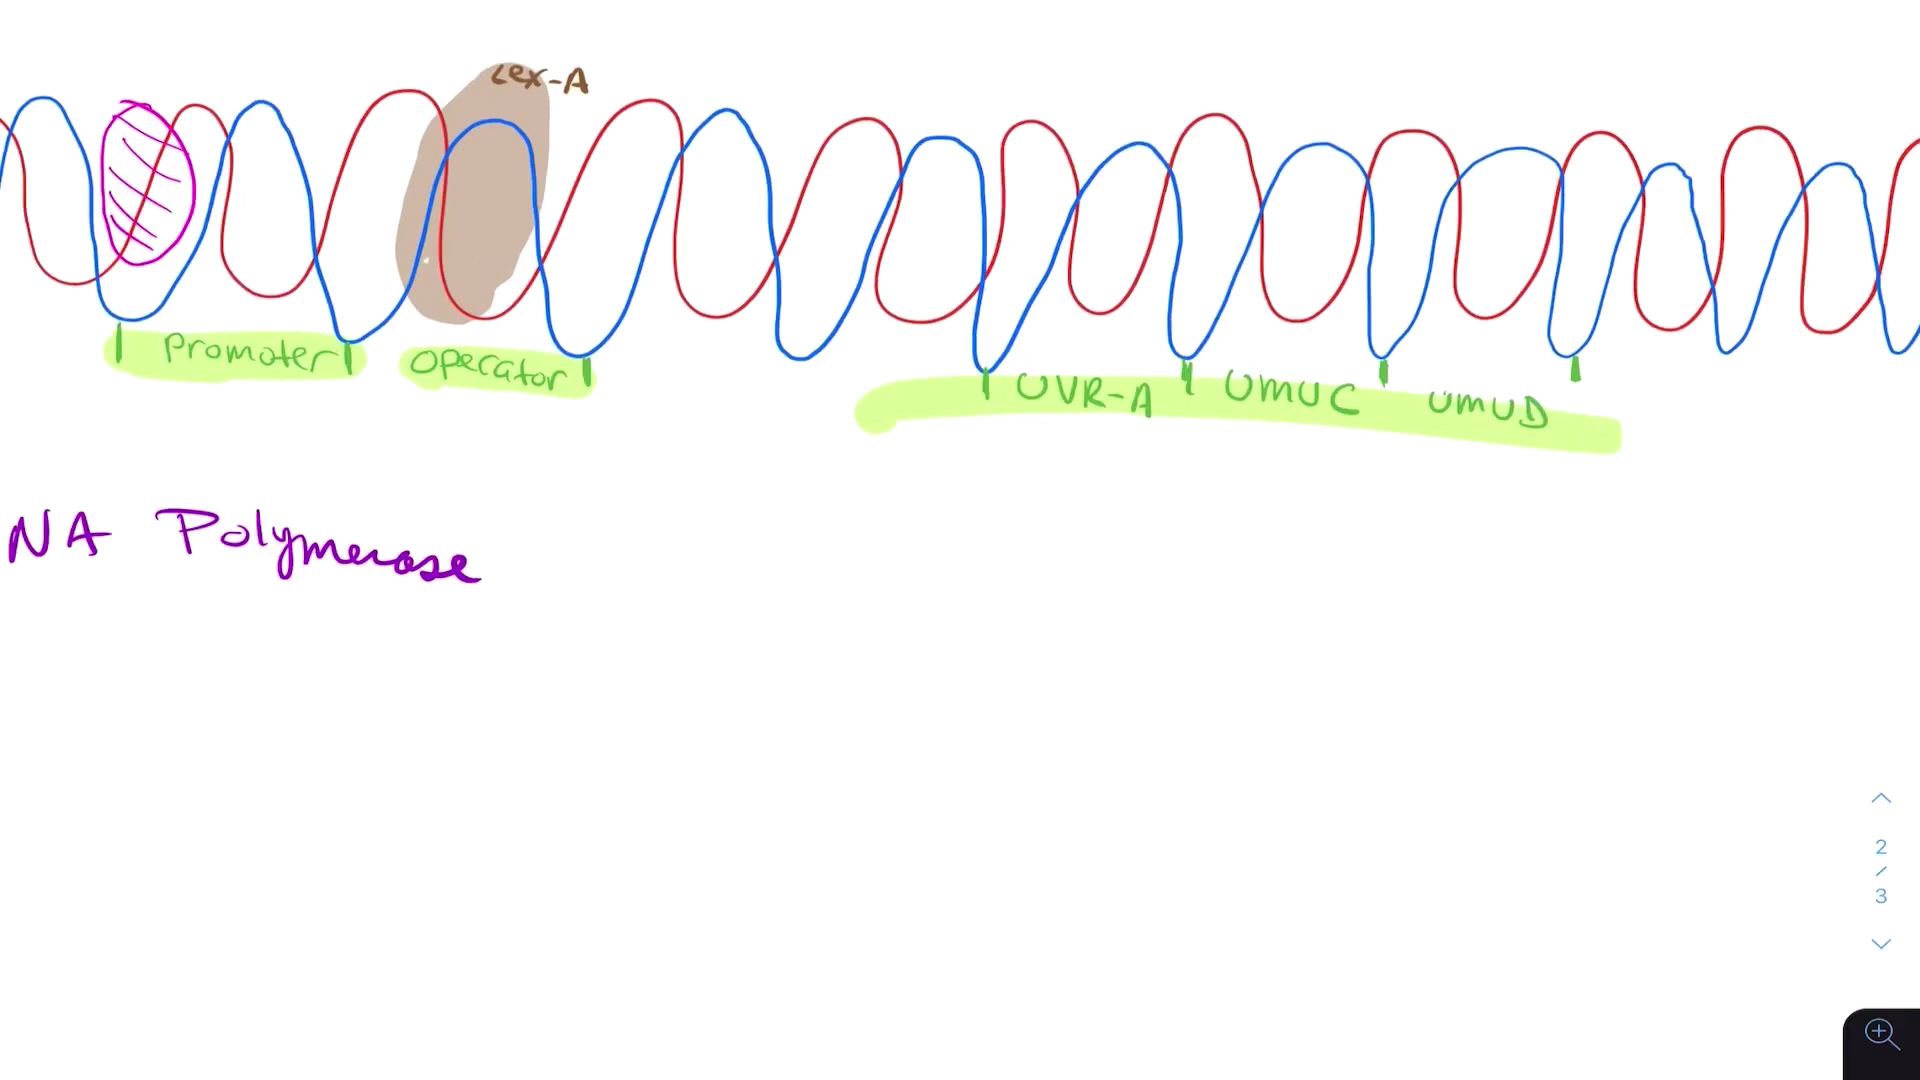 Lex-A
Promoter operator
UVR-A UMUC UMUD
NA Polymerase
2
/
3